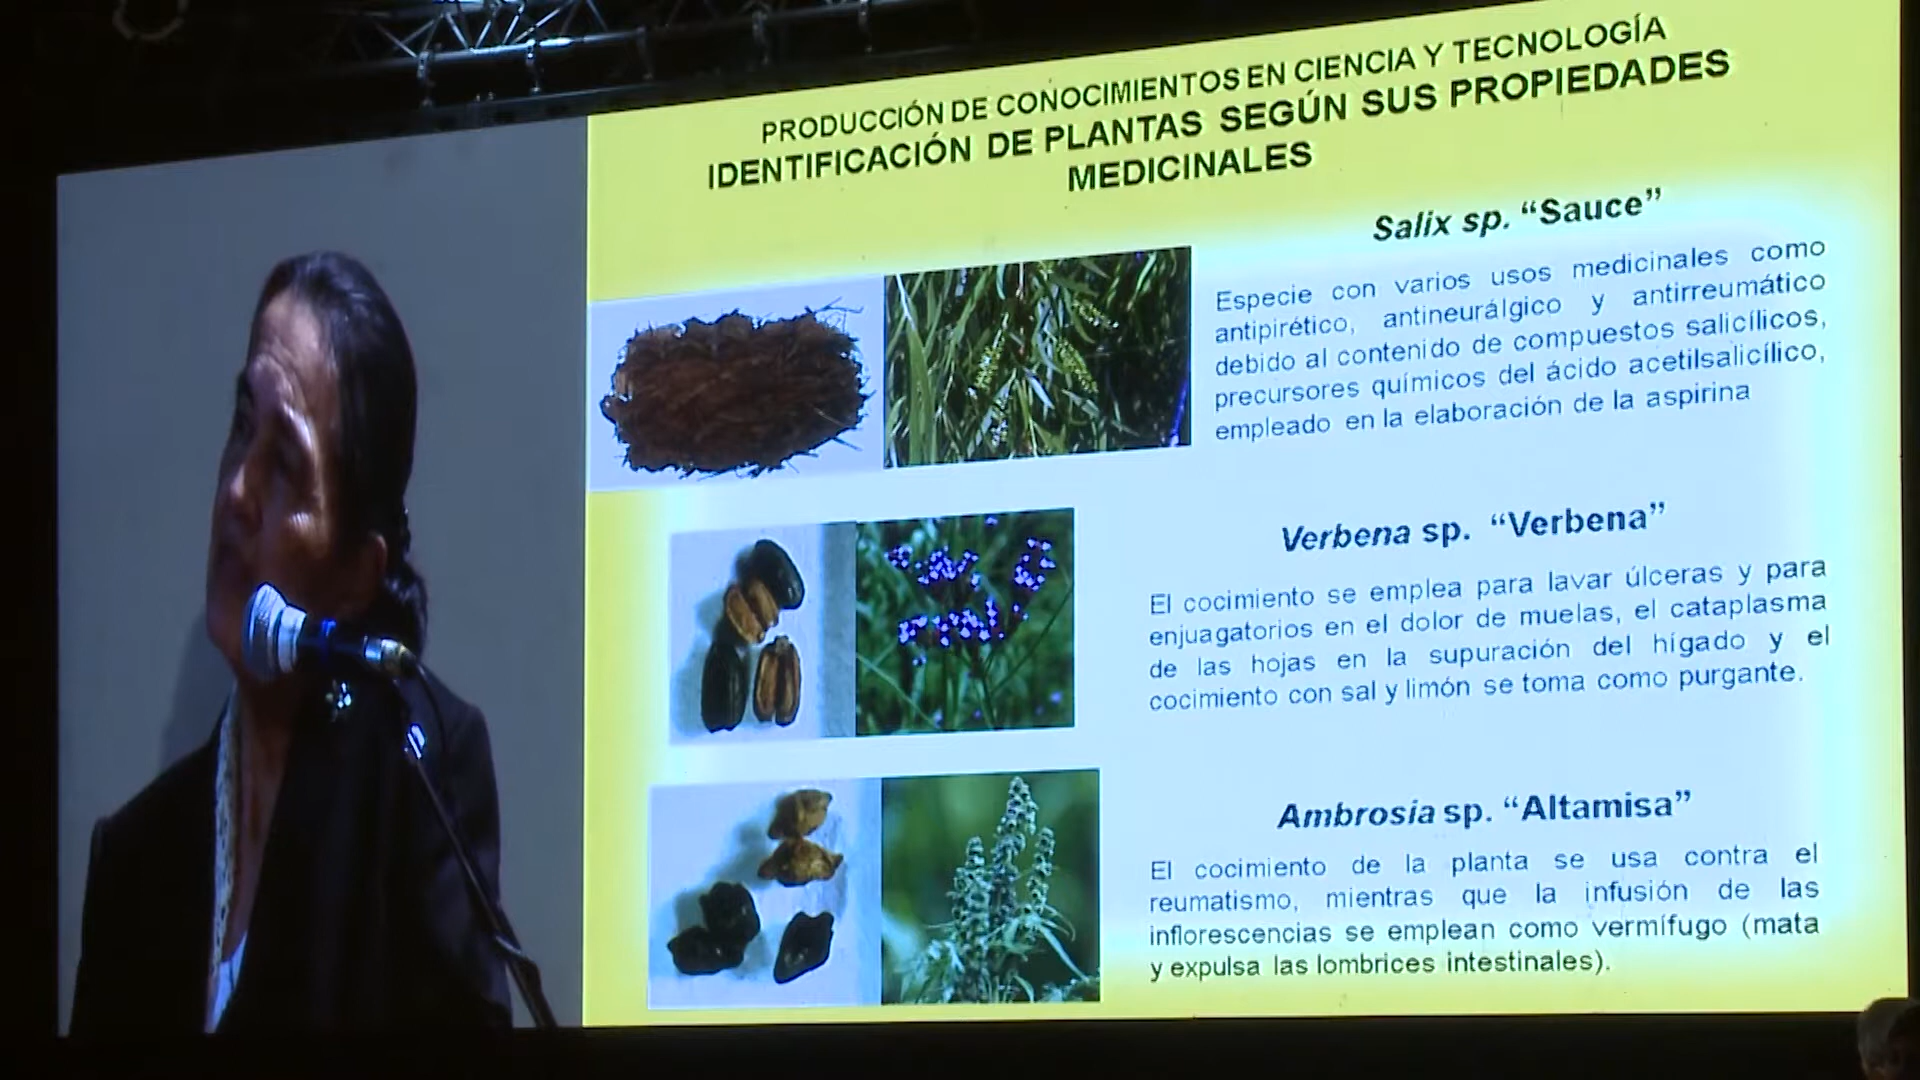 PRODUCCIÓN DE CONOCIMIENTOS EN CIENCIA Y TECNOLOGÍA
IDENTIFICACIÓN DE PLANTAS SEGÚN SUS PROPIEDADES
MEDICINALES
Salix sp. “Sauce”
Especie con varios usos medicinales como
antipirético, antineurálgico y antirreumático
debido al contenido de compuestos salicílicos,
precursores químicos del ácido acetilsalicílico,
empleado en la elaboración de la aspirina
Verbena sp. “Verbena”
El cocimiento se emplea para lavar úlceras y para
enjuagatorios en el dolor de muelas, el cataplasma
de las hojas en la supuración del hígado y el
cocimiento con sal y limón se toma como purgante.
Ambrosia sp. “Altamisa”
El cocimiento de la planta se usa contra el
reumatismo, mientras que la infusión de las
inflorescencias se emplean como vermífugo (mata
y expulsa las lombrices intestinales).